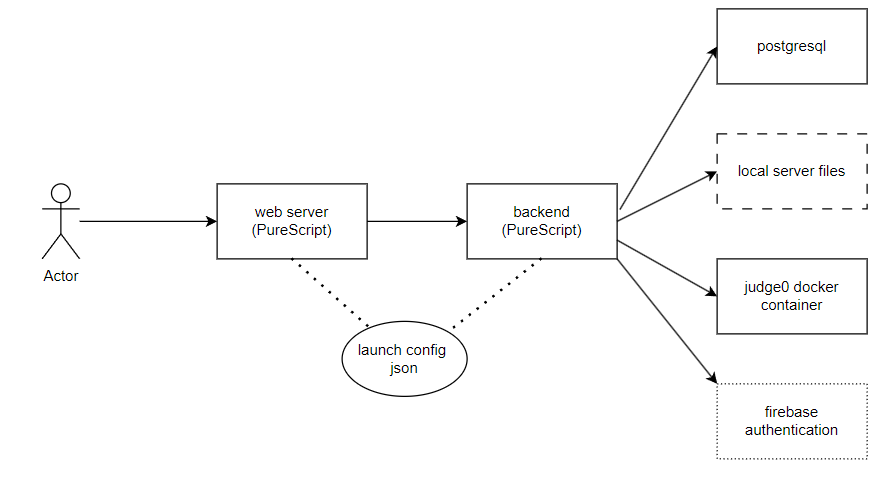 postgresql
local server files
web server
(PureScript)
backend
(PureScript)
Actor
judge0 docker
container
launch config
json
firebase
authentication